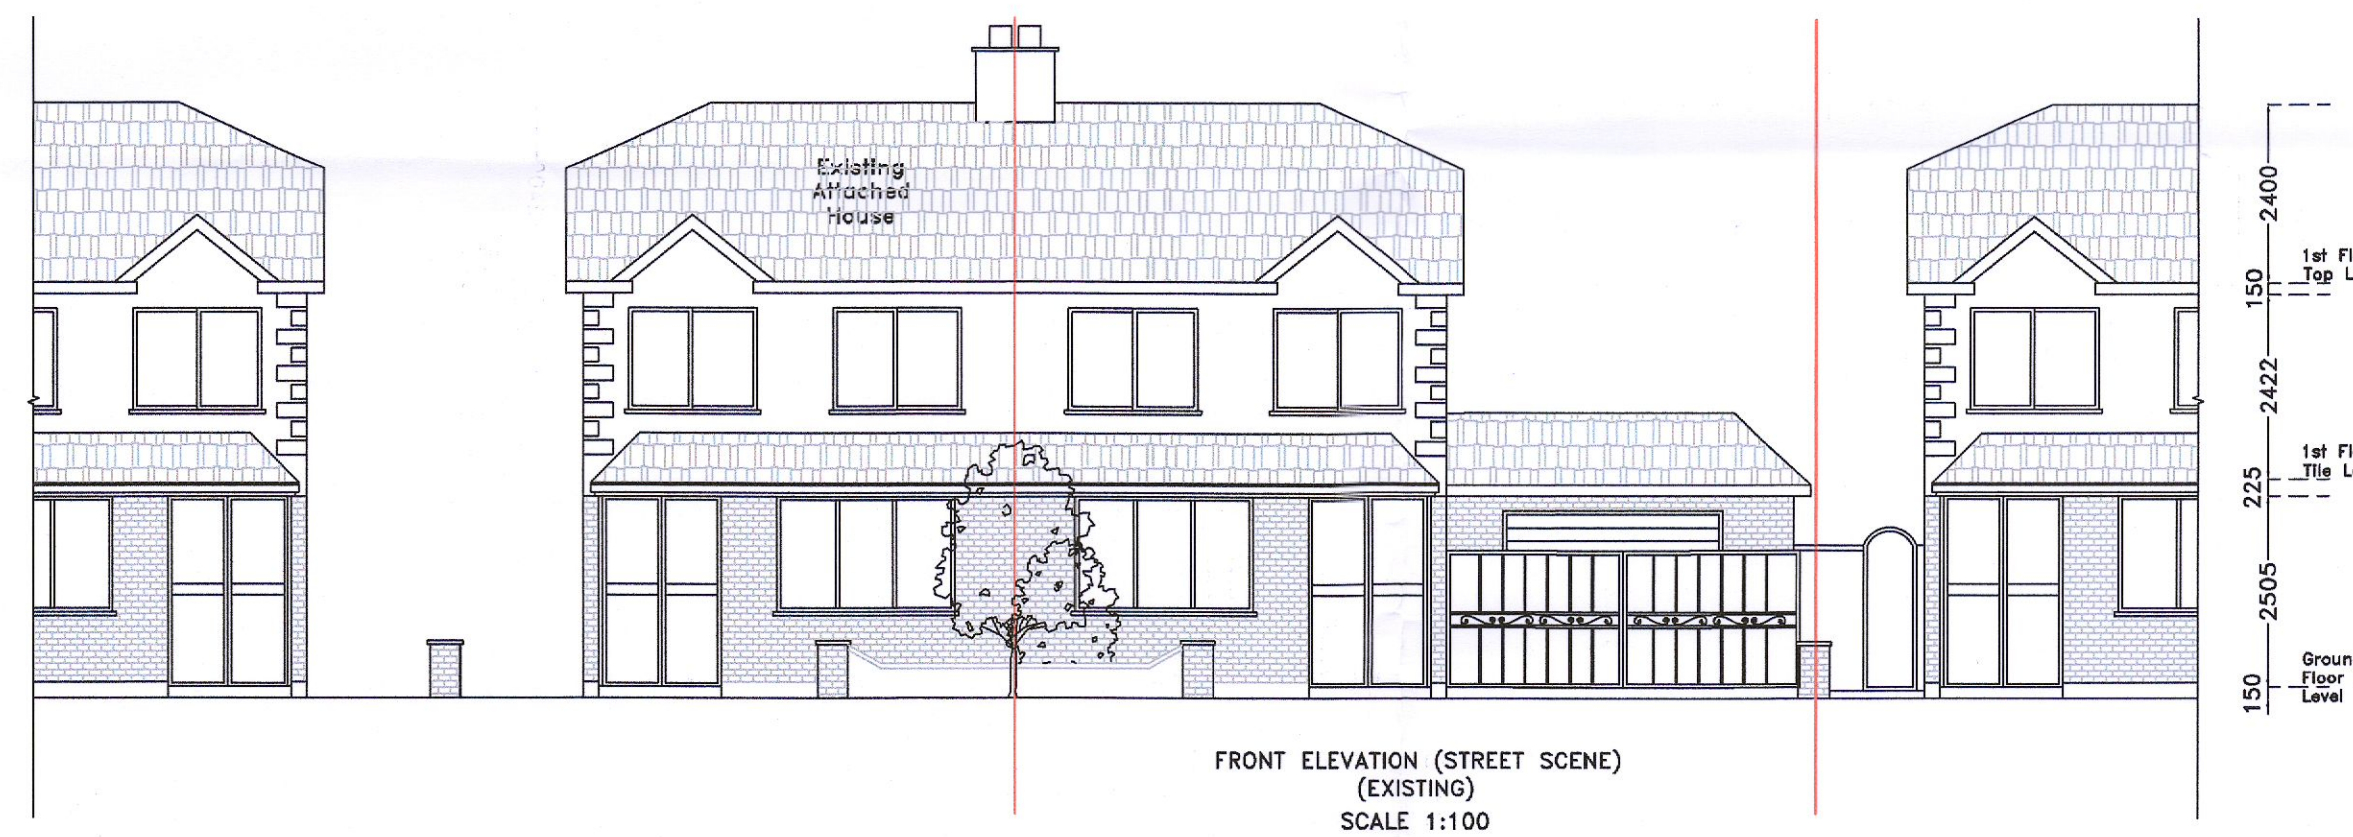 Existing
Attached
House
2400
150
2422
225
2505
150
1st Fl
Top L
1st Fl
Tile L
Groun
Floor
Level
FRONT ELEVATION (STREET SCENE)
(EXISTING)
SCALE 1:100